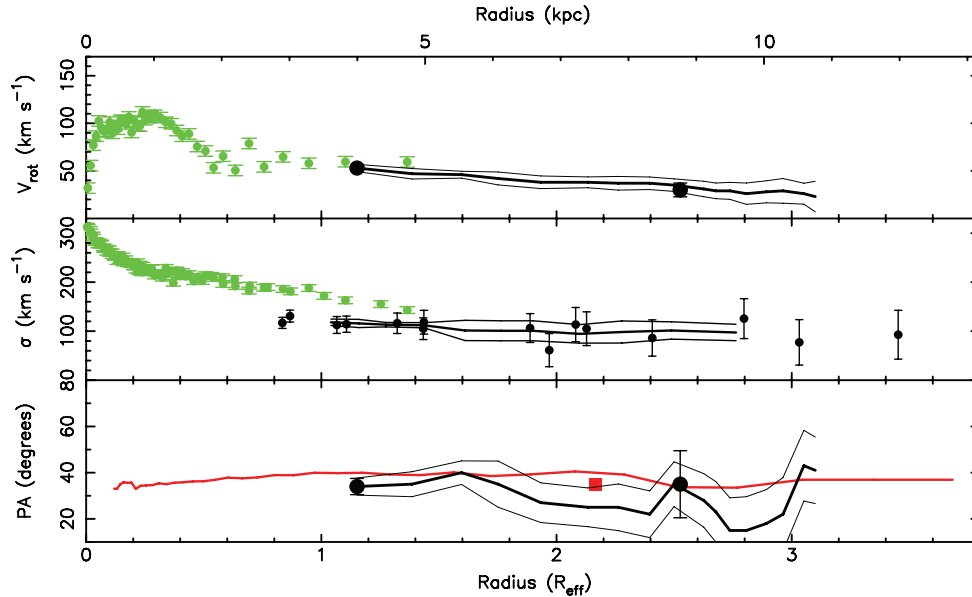 Radius (kpc)
0 5 10
150
100
50
V_rot (km s⁻¹)
300
200
100
σ (km s⁻¹)
80
60
40
20
PA (degrees)
0 1 2 3
Radius (R_eff)